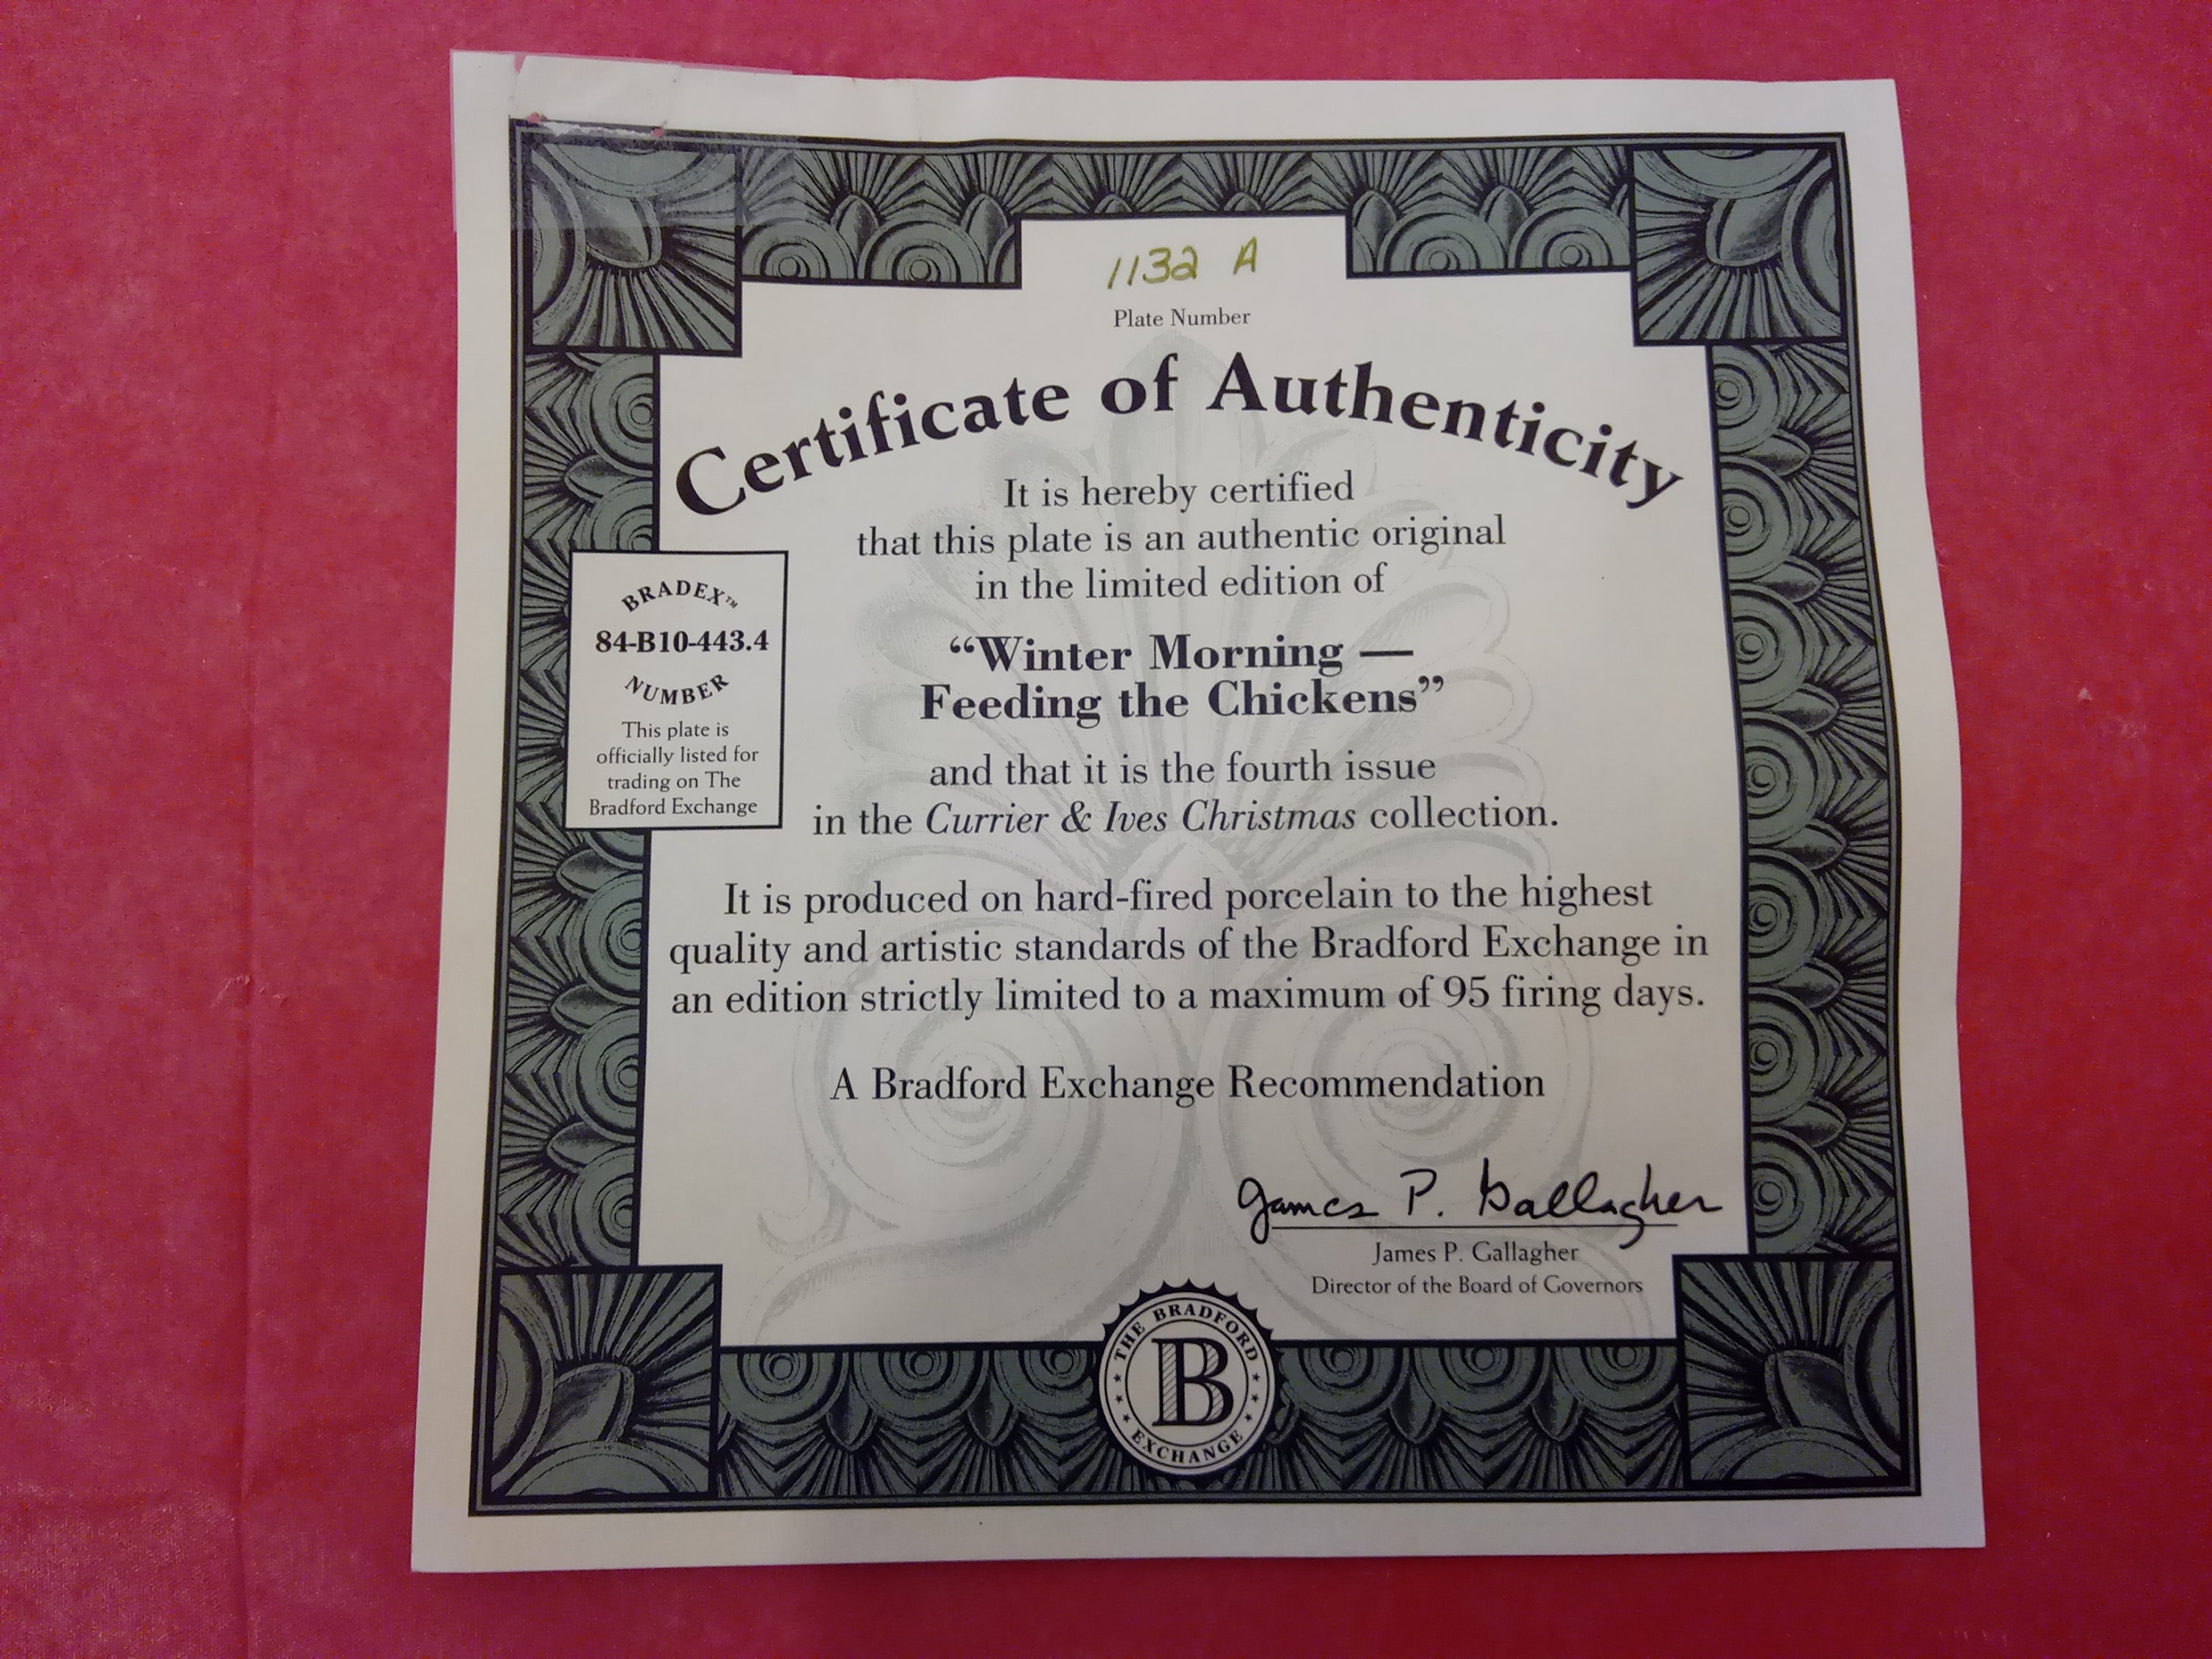 1132 A
Plate Number
Certificate of Authenticity
It is hereby certified
that this plate is an authentic original
in the limited edition of
“Winter Morning —
Feeding the Chickens”
and that it is the fourth issue
in the Currier & Ives Christmas collection.
BRADEX™
84-B10-443.4
NUMBER
This plate is
officially listed for
trading on The
Bradford Exchange
It is produced on hard-fired porcelain to the highest
quality and artistic standards of the Bradford Exchange in
an edition strictly limited to a maximum of 95 firing days.
A Bradford Exchange Recommendation
James P. Gallagher
James P. Gallagher
Director of the Board of Governors
THE BRADFORD
B
EXCHANGE